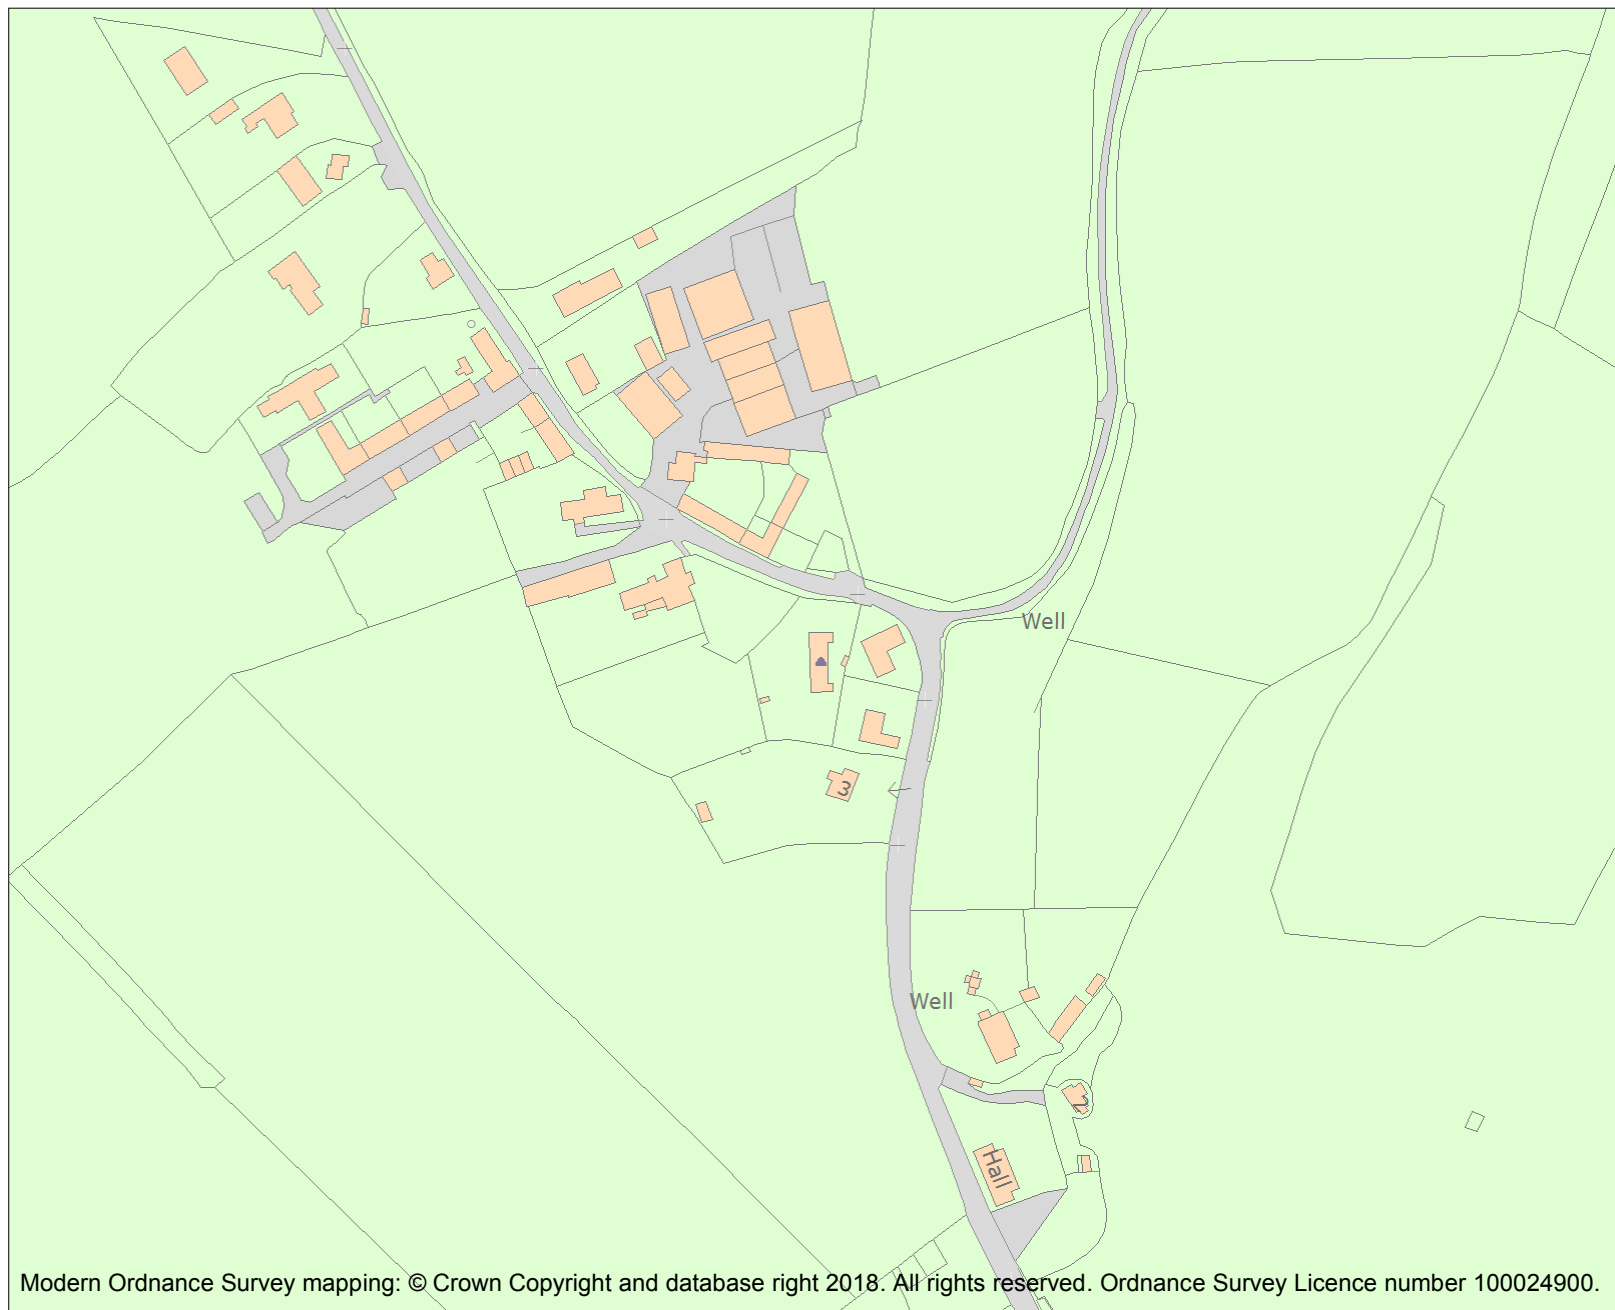 Well
3
Well
2
Hall
Modern Ordnance Survey mapping: © Crown Copyright and database right 2018. All rights reserved. Ordnance Survey Licence number 100024900.